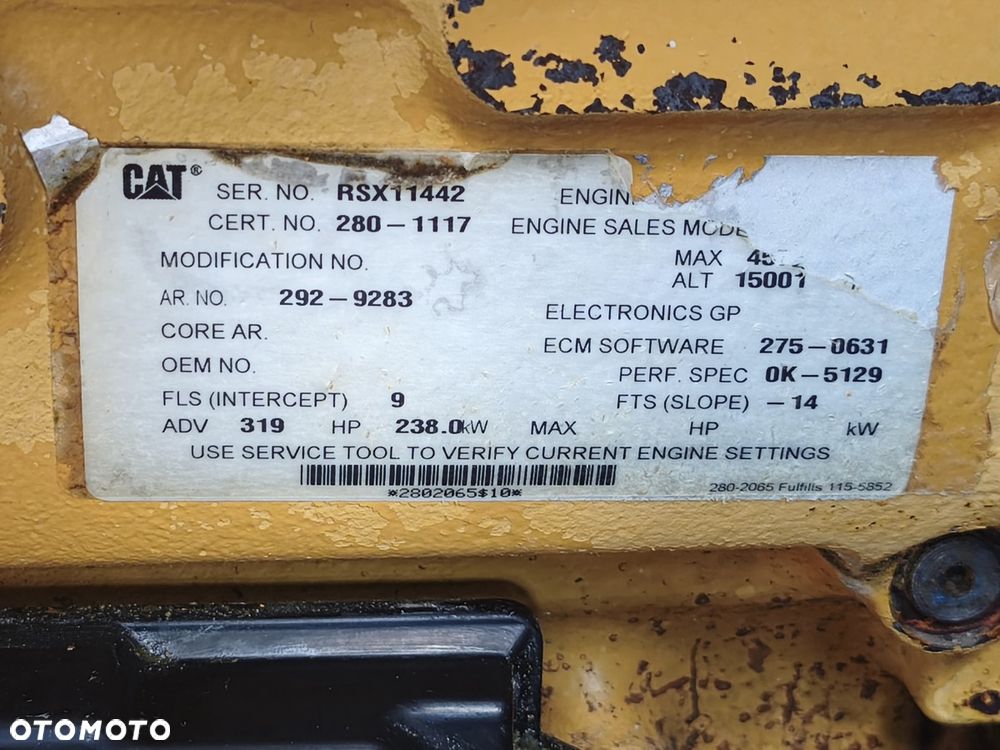 CAT® SER. NO. RSX11442
CERT. NO. 280-1117 ENGINE SALES
MODIFICATION NO. MAX
ALT 15001
AR. NO. 292-9283
ELECTRONICS GP
CORE AR.
ECM SOFTWARE 275-0631
OEM NO.
PERF. SPEC 0K-5129
FLS (INTERCEPT) 9 FTS (SLOPE) -14
ADV 319 HP 238.0kW MAX HP kW
USE SERVICE TOOL TO VERIFY CURRENT ENGINE SETTINGS
*2802065$10*
280-2065 Fulfills 115-5852
OTOMOTO